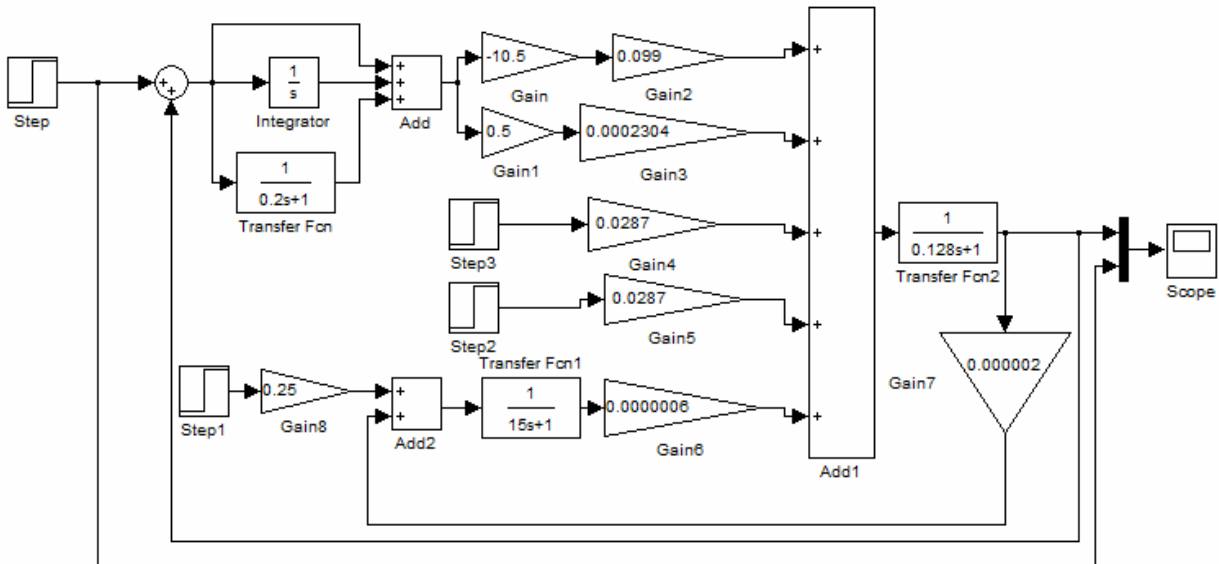 Step
1
s
Integrator
1
0.2s+1
Transfer Fcn
+
+
+
+
+
Add
-10.5
Gain
0.099
Gain2
0.5
Gain1
0.0002304
Gain3
Step3
0.0287
Gain4
Step2
0.0287
Gain5
Step1
0.25
Gain8
+
+
Add2
Transfer Fcn1
1
15s+1
0.0000006
Gain6
+
+
+
+
+
Add1
1
0.128s+1
Transfer Fcn2
0.000002
Gain7
Scope